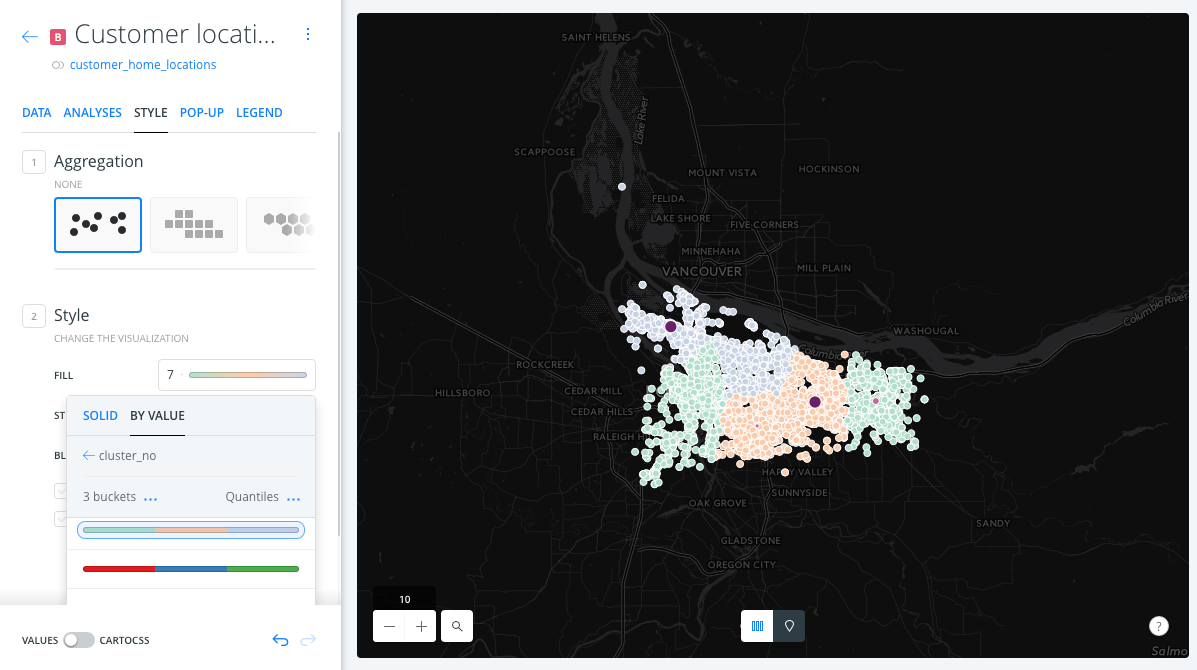 B Customer locati...
customer_home_locations
DATA ANALYSES STYLE POP-UP LEGEND
1 Aggregation
NONE
2 Style
CHANGE THE VISUALIZATION
FILL 7
ST
SOLID BY VALUE
BL
cluster_no
3 buckets ... Quantiles ...
VALUES CARTOCSS
SAINT HELENS
Lake River
SCAPPOOSE
HOCKINSON
MOUNT VISTA
FELIDA
LAKE SHORE
FIVE CORNERS
MINNEHAHA
VANCOUVER
MILL PLAIN
Columbia River
WASHOUGAL
Columbia
ROCKCREEK
HILLSBORO
CEDAR MILL
CEDAR HILLS
RALEIGH H
HAPPY VALLEY
SUNNYSIDE
OAK GROVE
SANDY
GLADSTONE
OREGON CITY
10
?
Salmo